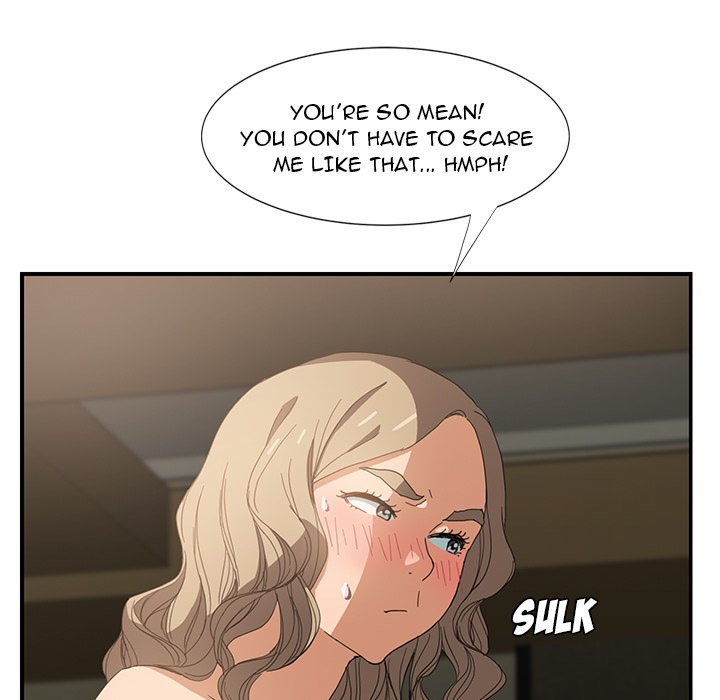 YOU'RE SO MEAN!
YOU DON'T HAVE TO SCARE
ME LIKE THAT... HMPH!
SULK